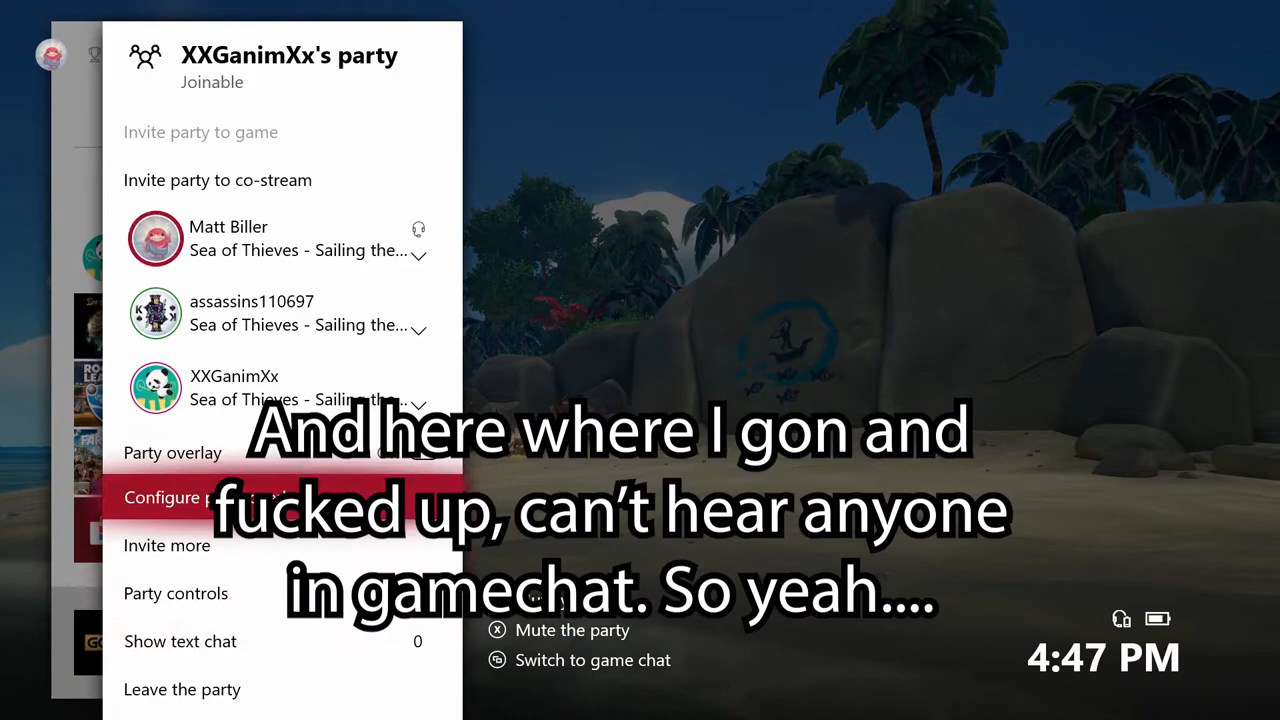 XXGanimXx's party
Joinable
Invite party to game
Invite party to co-stream
Matt Biller
Sea of Thieves - Sailing the...
assassins110697
Sea of Thieves - Sailing the...
XXGanimXx
Sea of Thieves - Sailing the...
Party overlay
Configure
Invite more
Party controls
Show text chat 0
Leave the party
And here where I gon and
fucked up, can't hear anyone
in gamechat. So yeah....
Mute the party
Switch to game chat
4:47 PM